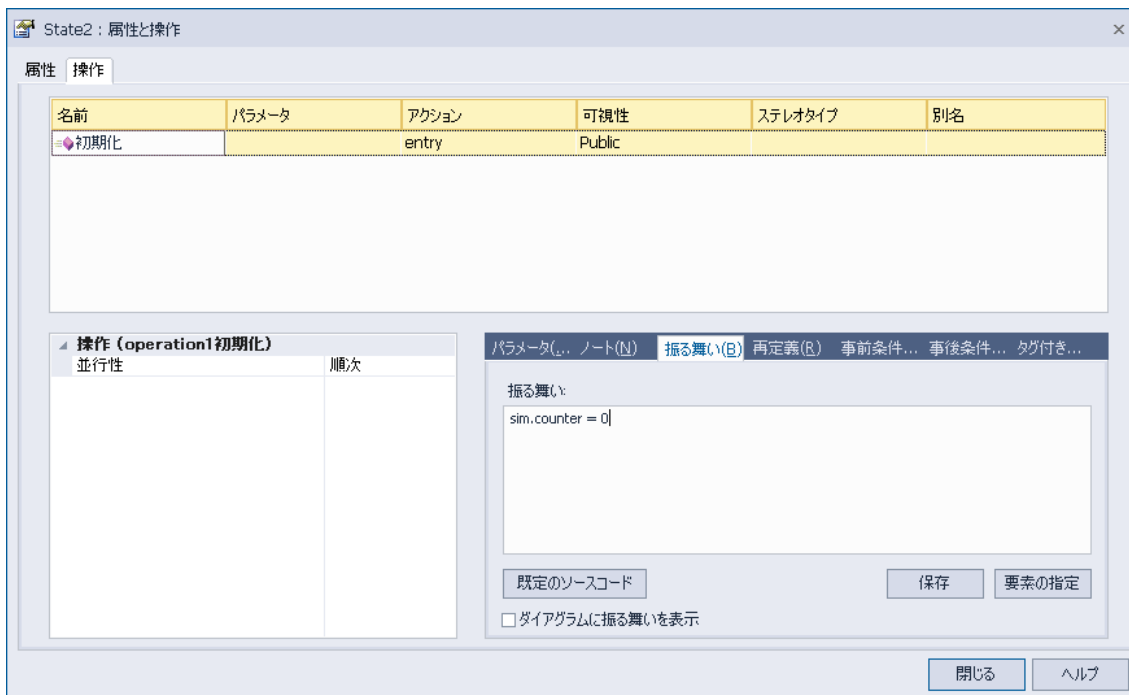 State2 : 属性と操作
属性 操作
名前 パラメータ アクション 可視性 ステレオタイプ 別名
初期化 entry Public
操作 (operation1初期化)
並行性 順次
パラメータ(... ノート(N) 振る舞い(B) 再定義(R) 事前条件... 事後条件... タグ付き...
振る舞い:
sim.counter = 0
既定のソースコード 保存 要素の指定
ダイアグラムに振る舞いを表示
閉じる ヘルプ